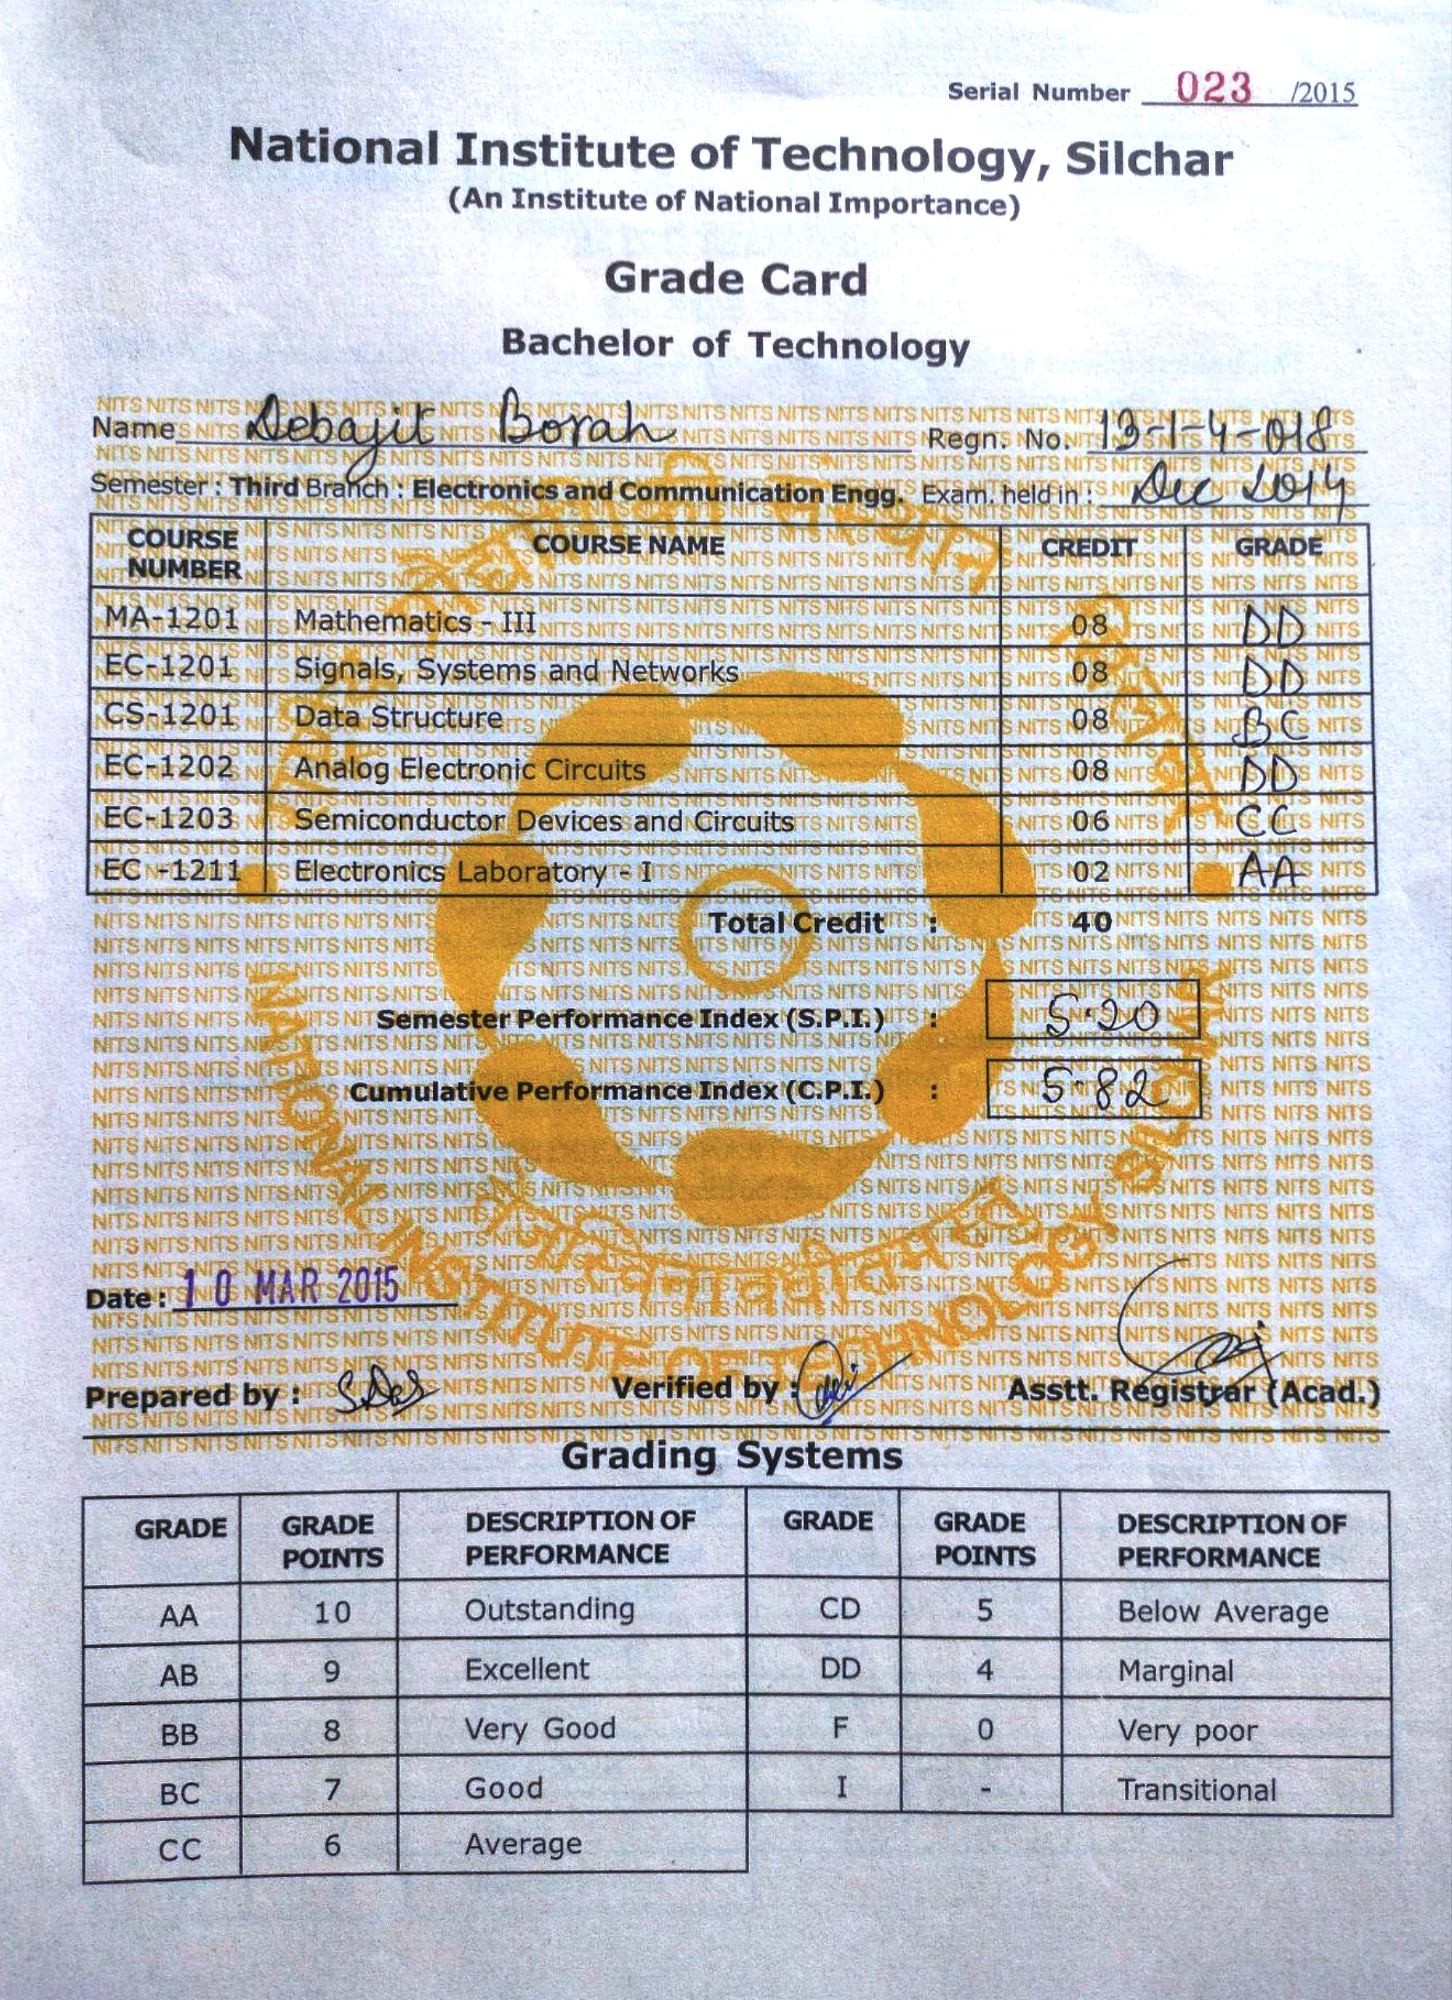 Serial Number 023 /2015
National Institute of Technology, Silchar
(An Institute of National Importance)
Grade Card
Bachelor of Technology
Name Debajit Borah Regn. No. 13-1-4-018
Semester : Third Branch : Electronics and Communication Engg. Exam. held in : Dec 2014
COURSE NUMBER COURSE NAME CREDIT GRADE
MA-1201 Mathematics - III 08 DD
EC-1201 Signals, Systems and Networks 08 DD
CS-1201 Data Structure 08 BC
EC-1202 Analog Electronic Circuits 08 DD
EC-1203 Semiconductor Devices and Circuits 06 CC
EC -1211 Electronics Laboratory - I 02 AA
Total Credit : 40
Semester Performance Index (S.P.I.) : 5.20
Cumulative Performance Index (C.P.I.) : 5.82
NATIONAL INSTITUTE OF TECHNOLOGY SILCHAR
Date : 10 MAR 2015
Prepared by : S.Das Verified by : Asstt. Registrar (Acad.)
Grading Systems
GRADE GRADE POINTS DESCRIPTION OF PERFORMANCE GRADE GRADE POINTS DESCRIPTION OF PERFORMANCE
AA 10 Outstanding CD 5 Below Average
AB 9 Excellent DD 4 Marginal
BB 8 Very Good F 0 Very poor
BC 7 Good I - Transitional
CC 6 Average